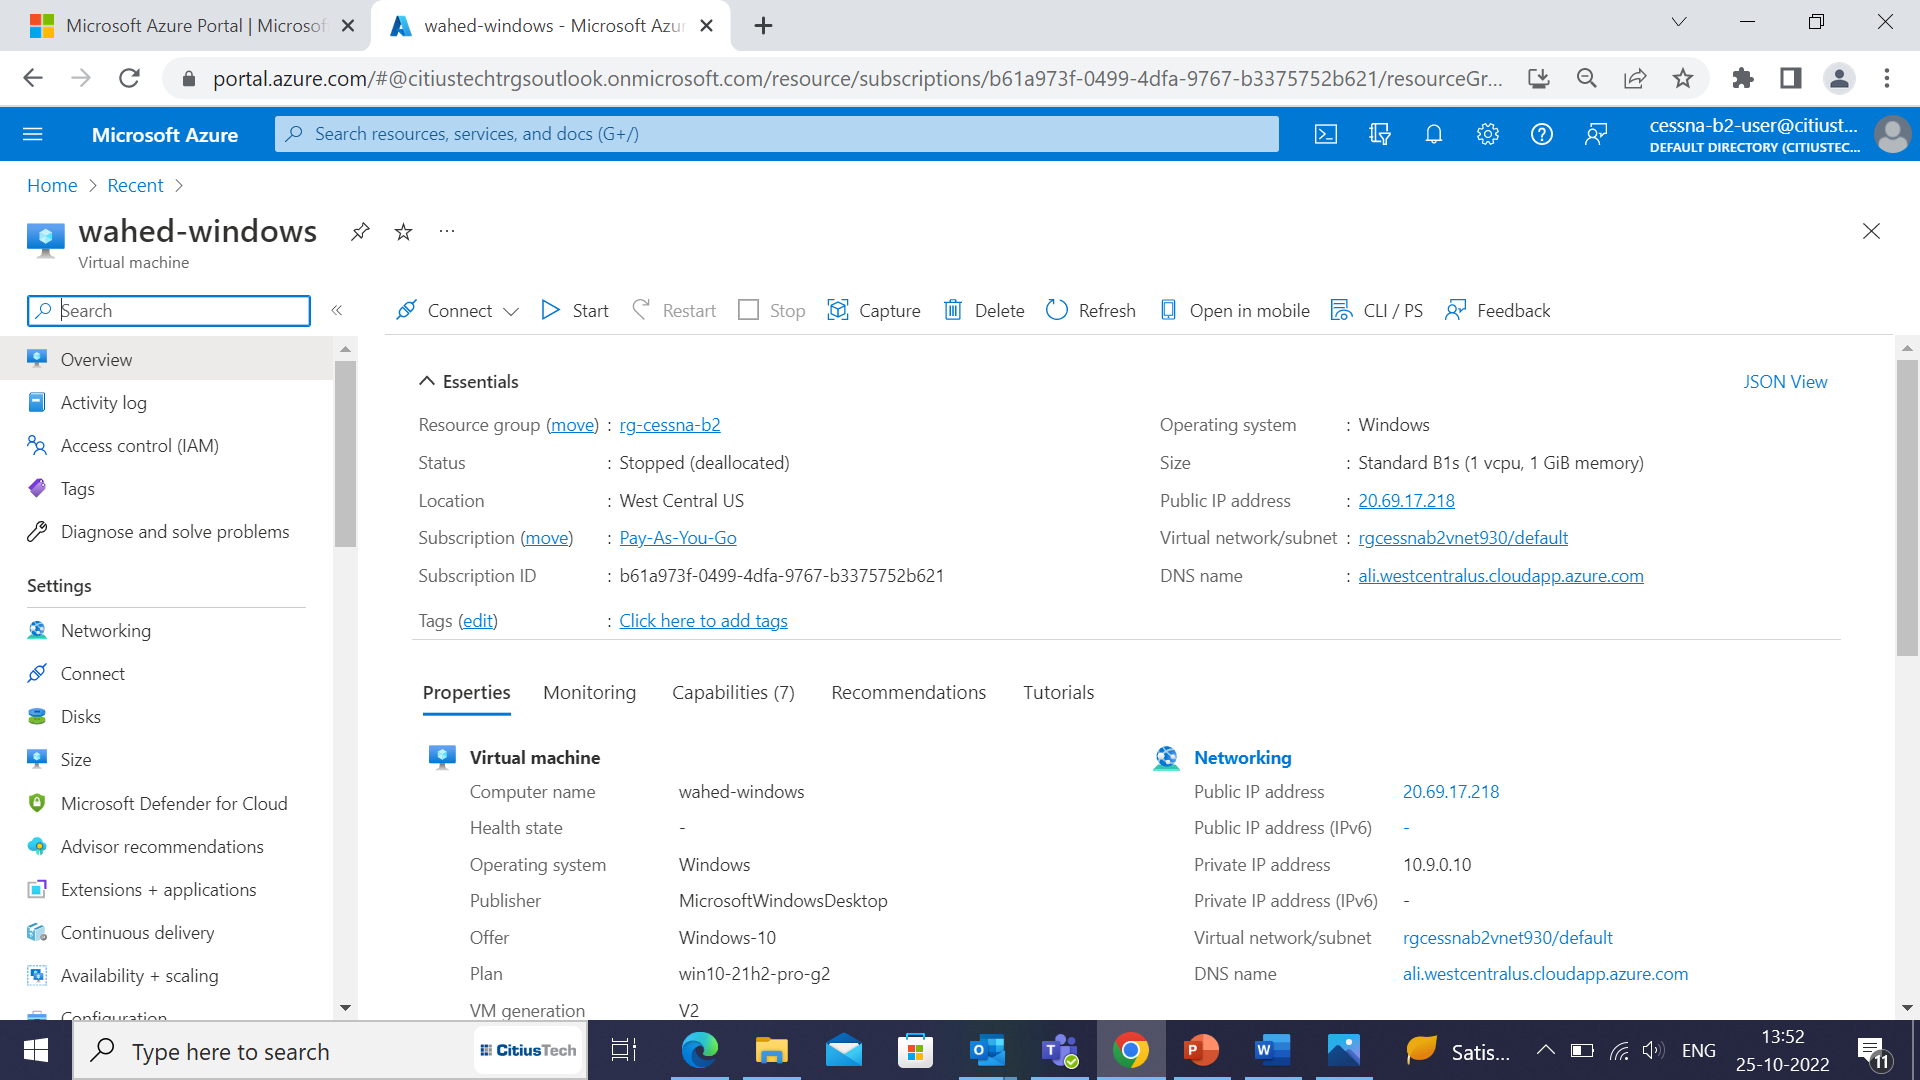 Microsoft Azure Portal | Microsof
wahed-windows - Microsoft Azur
portal.azure.com/#@citiustechtrgsoutlook.onmicrosoft.com/resource/subscriptions/b61a973f-0499-4dfa-9767-b3375752b621/resourceGr...
Microsoft Azure
Search resources, services, and docs (G+/)
cessna-b2-user@citiust...
DEFAULT DIRECTORY (CITIUSTEC...
Home > Recent >
wahed-windows
Virtual machine
Search
Connect Start Restart Stop Capture Delete Refresh Open in mobile CLI / PS Feedback
Overview
Activity log
Access control (IAM)
Tags
Diagnose and solve problems
Settings
Networking
Connect
Disks
Size
Microsoft Defender for Cloud
Advisor recommendations
Extensions + applications
Continuous delivery
Availability + scaling
Configuration
Essentials
JSON View
Resource group (move) : rg-cessna-b2
Status : Stopped (deallocated)
Location : West Central US
Subscription (move) : Pay-As-You-Go
Subscription ID : b61a973f-0499-4dfa-9767-b3375752b621
Tags (edit) : Click here to add tags
Operating system : Windows
Size : Standard B1s (1 vcpu, 1 GiB memory)
Public IP address : 20.69.17.218
Virtual network/subnet : rgcessnab2vnet930/default
DNS name : ali.westcentralus.cloudapp.azure.com
Properties Monitoring Capabilities (7) Recommendations Tutorials
Virtual machine
Computer name wahed-windows
Health state -
Operating system Windows
Publisher MicrosoftWindowsDesktop
Offer Windows-10
Plan win10-21h2-pro-g2
VM generation V2
Networking
Public IP address 20.69.17.218
Public IP address (IPv6) -
Private IP address 10.9.0.10
Private IP address (IPv6) -
Virtual network/subnet rgcessnab2vnet930/default
DNS name ali.westcentralus.cloudapp.azure.com
Type here to search
CitiusTech
Satis...
ENG
13:52
25-10-2022
11